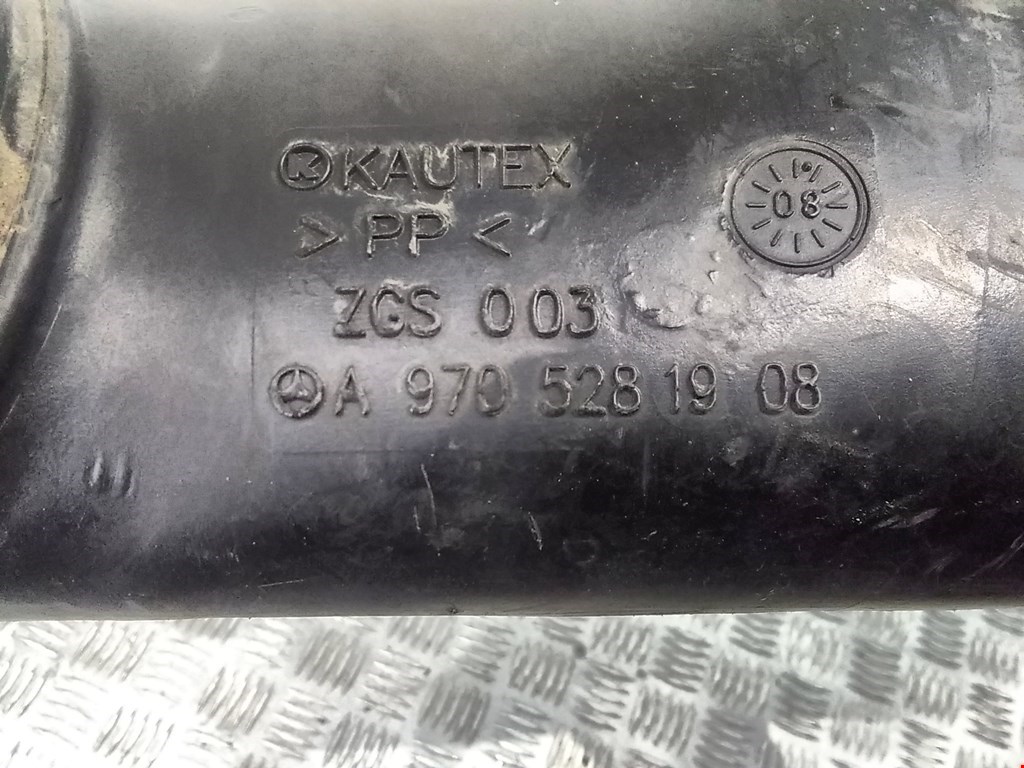 K KAUTEX
> PP <
ZGS 003
A 970 528 19 08
08